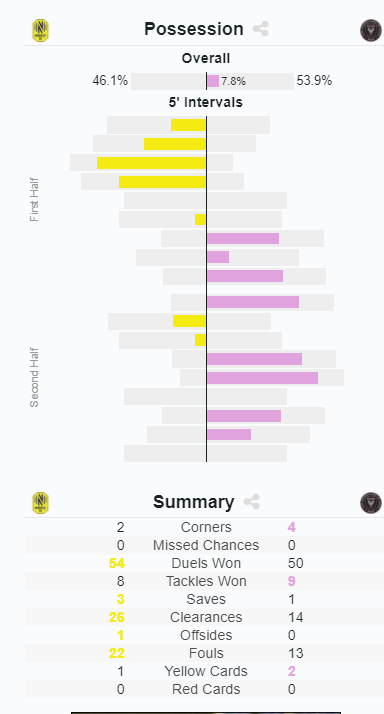 Possession
Overall
46.1% 7.8% 53.9%
5' Intervals
First Half
Second Half
Summary
2 Corners 4
0 Missed Chances 0
54 Duels Won 50
8 Tackles Won 9
3 Saves 1
26 Clearances 14
1 Offsides 0
22 Fouls 13
1 Yellow Cards 2
0 Red Cards 0